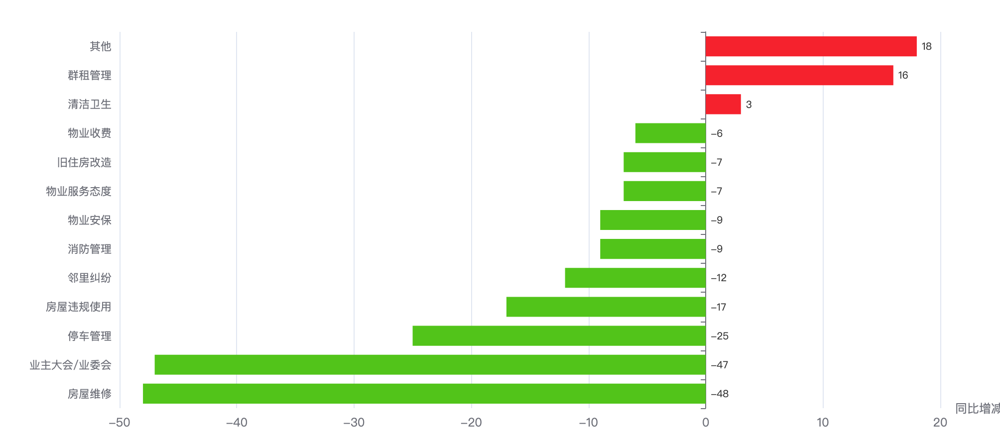 其他 18
群租管理 16
清洁卫生 3
物业收费 -6
旧住房改造 -7
物业服务态度 -7
物业安保 -9
消防管理 -9
邻里纠纷 -12
房屋违规使用 -17
停车管理 -25
业主大会/业委会 -47
房屋维修 -48
同比增减
-50 -40 -30 -20 -10 0 10 20